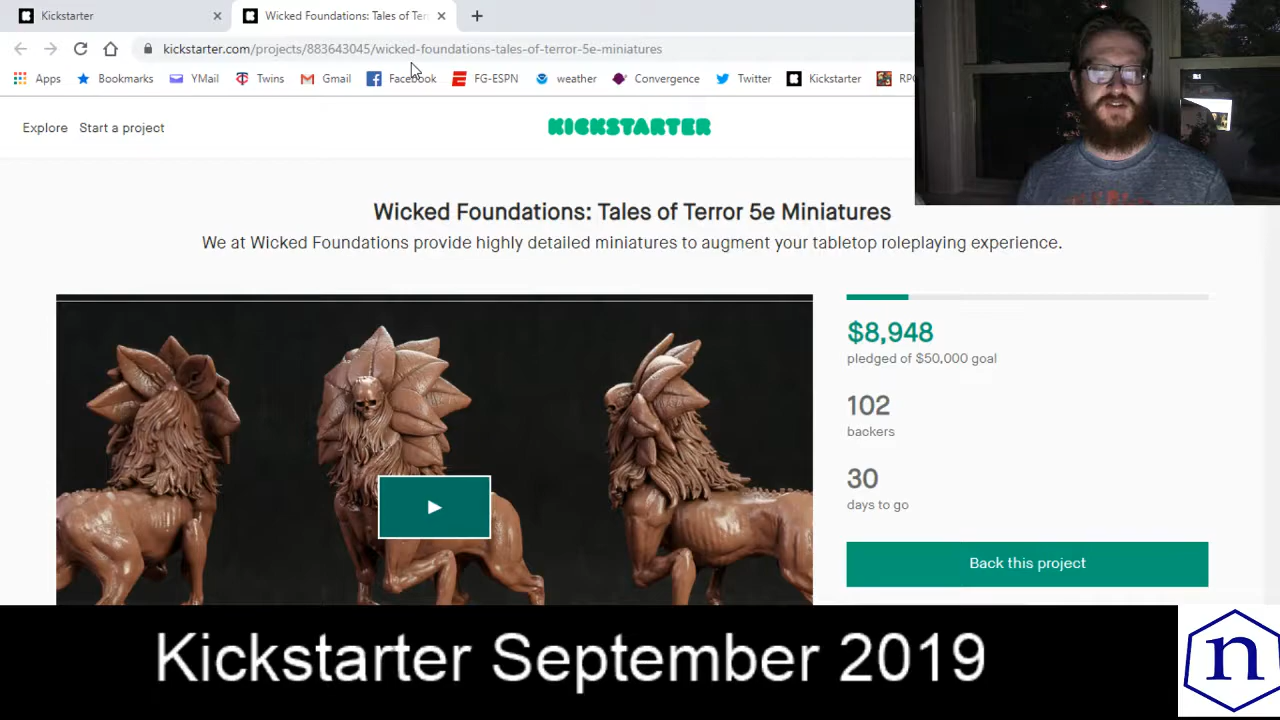 Kickstarter
Wicked Foundations: Tales of Terr
kickstarter.com/projects/883643045/wicked-foundations-tales-of-terror-5e-miniatures
Apps Bookmarks YMail Twins Gmail Facebook FG-ESPN weather Convergence Twitter Kickstarter RPG
Explore Start a project
KICKSTARTER
Wicked Foundations: Tales of Terror 5e Miniatures
We at Wicked Foundations provide highly detailed miniatures to augment your tabletop roleplaying experience.
$8,948
pledged of $50,000 goal
102
backers
30
days to go
Back this project
Kickstarter September 2019
n